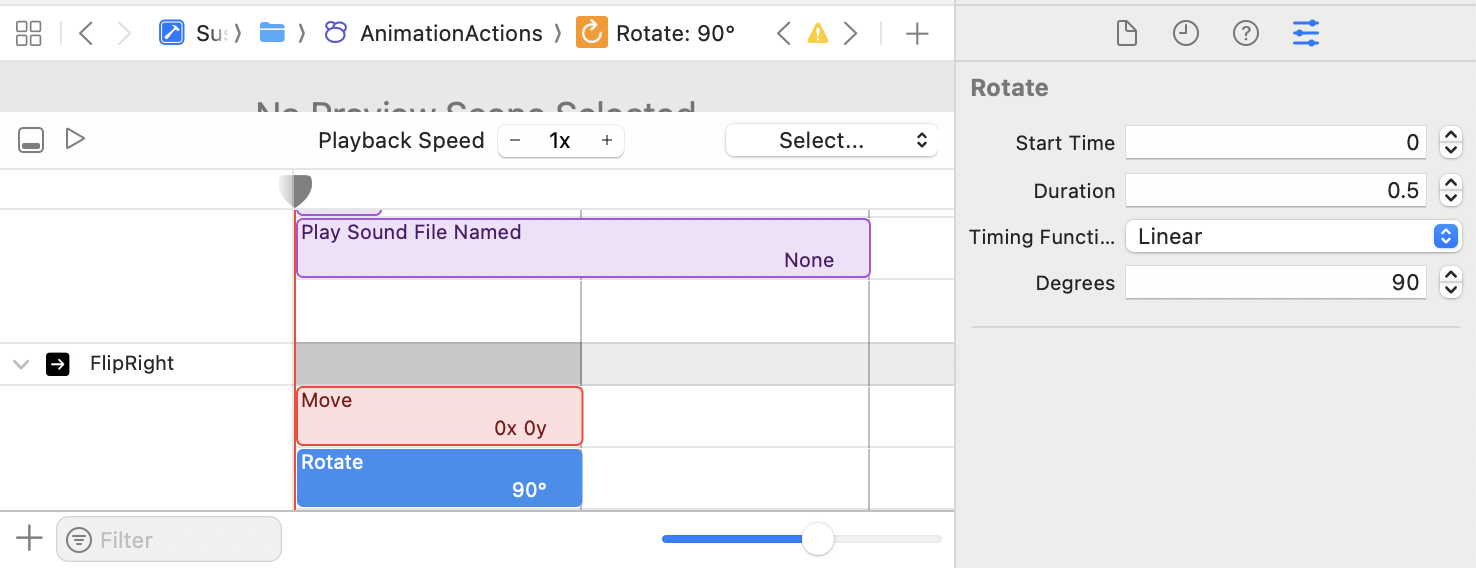 Su
AnimationActions
Rotate: 90°
No Preview Scene Selected
Playback Speed
− 1x +
Select...
Play Sound File Named
None
FlipRight
Move
0x 0y
Rotate
90°
Filter
Rotate
Start Time
0
Duration
0.5
Timing Functi...
Linear
Degrees
90